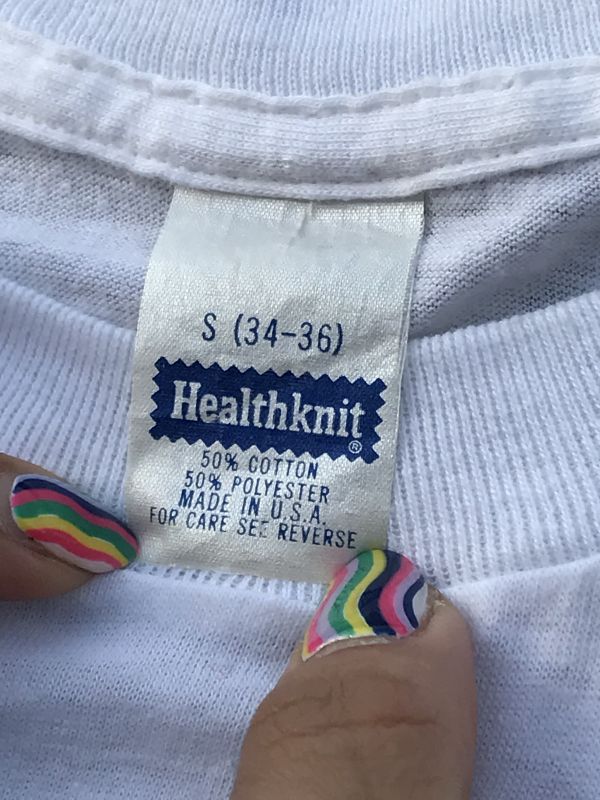 S (34-36)
Healthknit®
50% COTTON
50% POLYESTER
MADE IN U.S.A.
FOR CARE SEE REVERSE